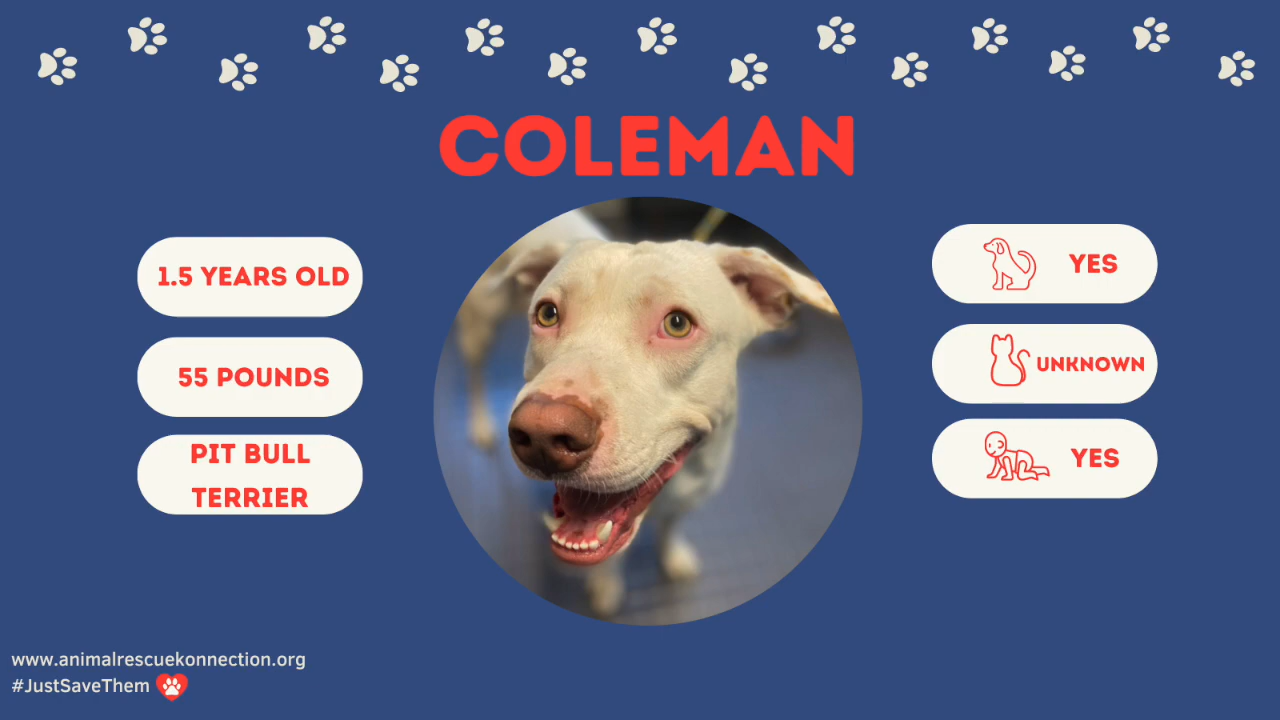 COLEMAN
1.5 YEARS OLD
55 POUNDS
PIT BULL
TERRIER
YES
UNKNOWN
YES
www.animalrescuekonnection.org
#JustSaveThem